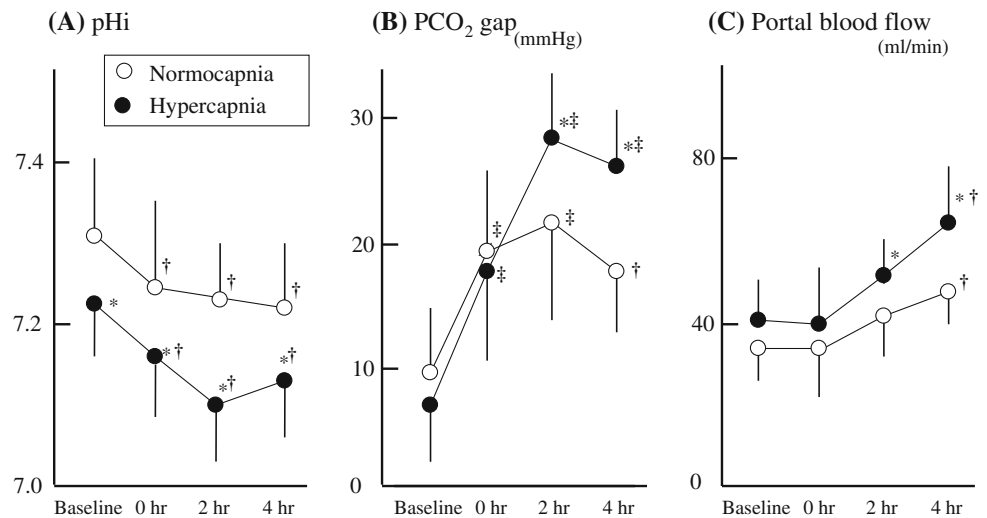 (A) pHi
Normocapnia
Hypercapnia
7.4
7.2
7.0
* † † † *† *† *†
Baseline 0 hr 2 hr 4 hr
(B) PCO₂ gap (mmHg)
30
20
10
0
‡ ‡ ‡ *‡ *‡ †
Baseline 0 hr 2 hr 4 hr
(C) Portal blood flow
(ml/min)
80
40
0
* *† †
Baseline 0 hr 2 hr 4 hr